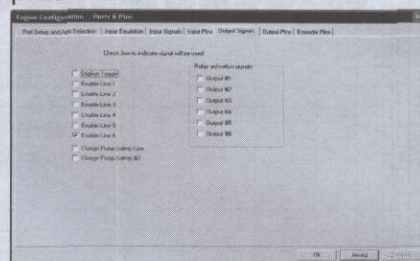 Engine Configuration Ports & Pins
Port Setup and Axis Selection Input Emulation Input Signals Input Pins Output Signals Output Pins Encoder Pins
Check box to indicate signal will be used
Relay activation signals
Enable Line 1
Enable Line 2
Enable Line 3
Enable Line 4
Enable Line 5
Enable Line 6
Charge Pump Safety Line
Charge Pump Safety #2
Output #1
Output #2
Output #3
Output #4
Output #5
Output #6
OK